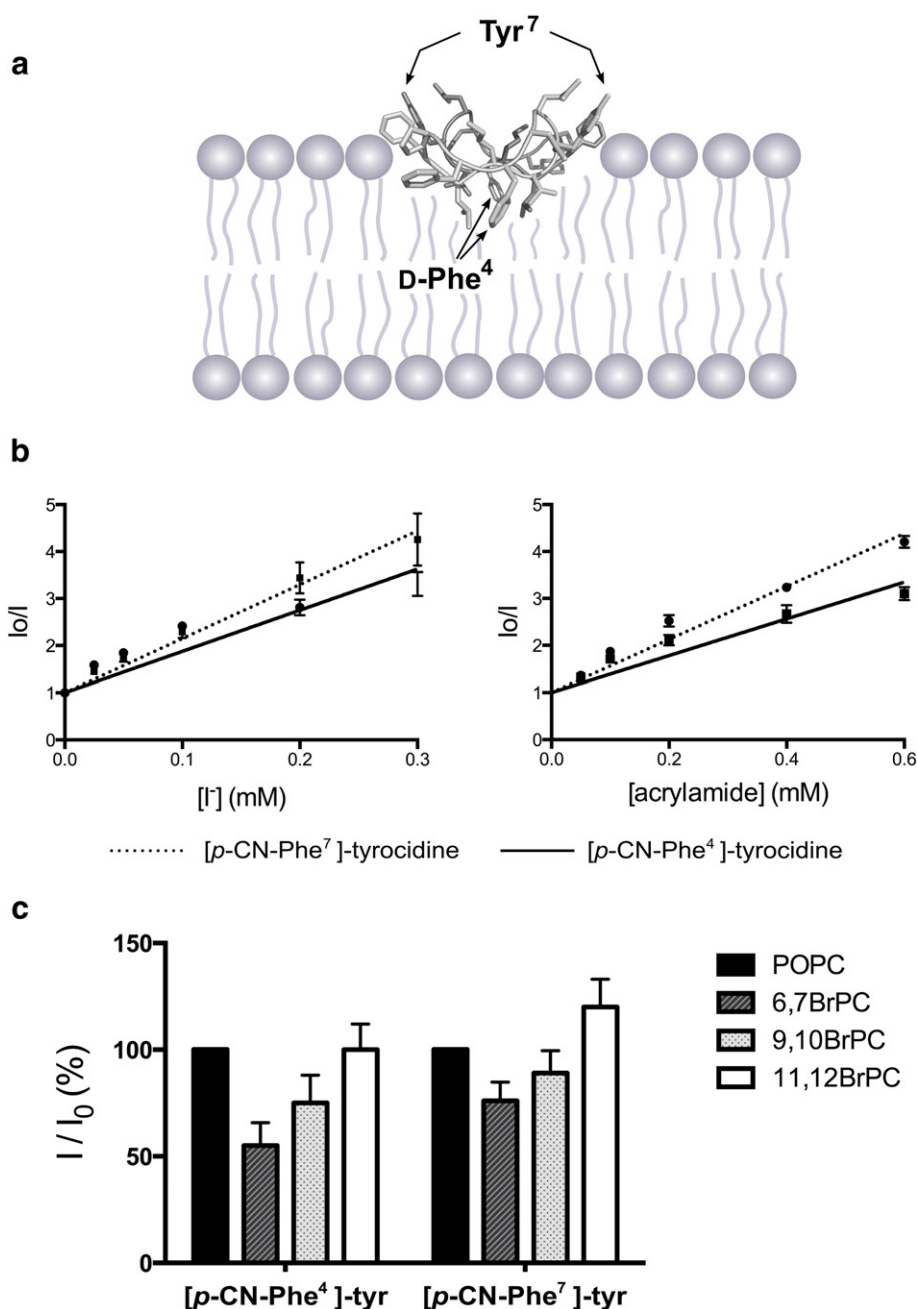 a
Tyr⁷
D-Phe⁴
b
5
4
3
2
1
0
Io/I
0.0 0.1 0.2 0.3
[I⁻] (mM)
5
4
3
2
1
0
Io/I
0.0 0.2 0.4 0.6
[acrylamide] (mM)
[p-CN-Phe⁷]-tyrocidine
[p-CN-Phe⁴]-tyrocidine
c
150
100
50
0
I / I₀ (%)
[p-CN-Phe⁴]-tyr
[p-CN-Phe⁷]-tyr
POPC
6,7BrPC
9,10BrPC
11,12BrPC